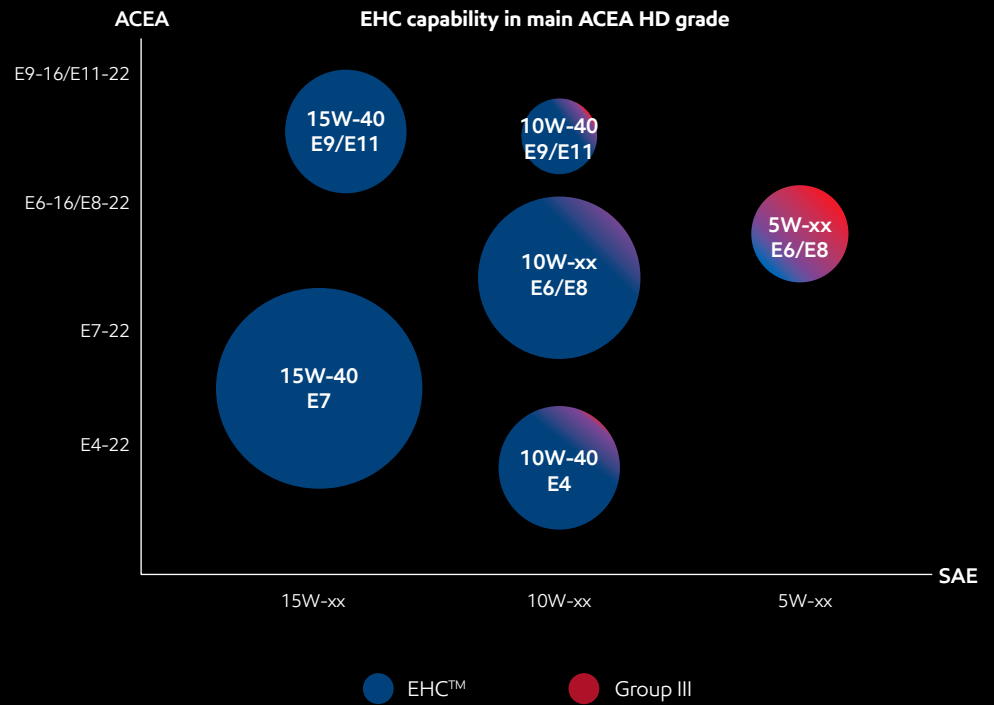 ACEA
EHC capability in main ACEA HD grade
E9-16/E11-22
15W-40
E9/E11
10W-40
E9/E11
E6-16/E8-22
5W-xx
E6/E8
10W-xx
E6/E8
E7-22
15W-40
E7
E4-22
10W-40
E4
SAE
15W-xx
10W-xx
5W-xx
EHC™
Group III